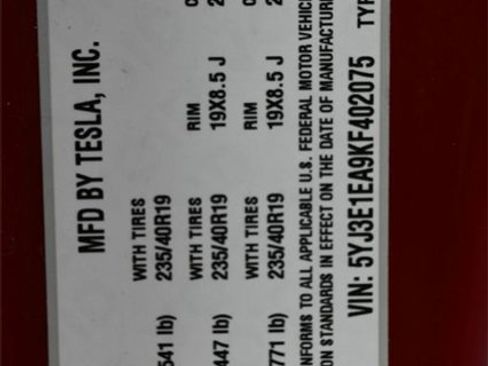 MFD BY TESLA, INC.
WITH TIRES
541 lb) 235/40R19
WITH TIRES RIM
447 lb) 235/40R19 19X8.5 J
WITH TIRES RIM
771 lb) 235/40R19 19X8.5 J
NFORMS TO ALL APPLICABLE U.S. FEDERAL MOTOR VEHIC
ON STANDARDS IN EFFECT ON THE DATE OF MANUFACTUR
VIN: 5YJ3E1EA9KF402075 TYP